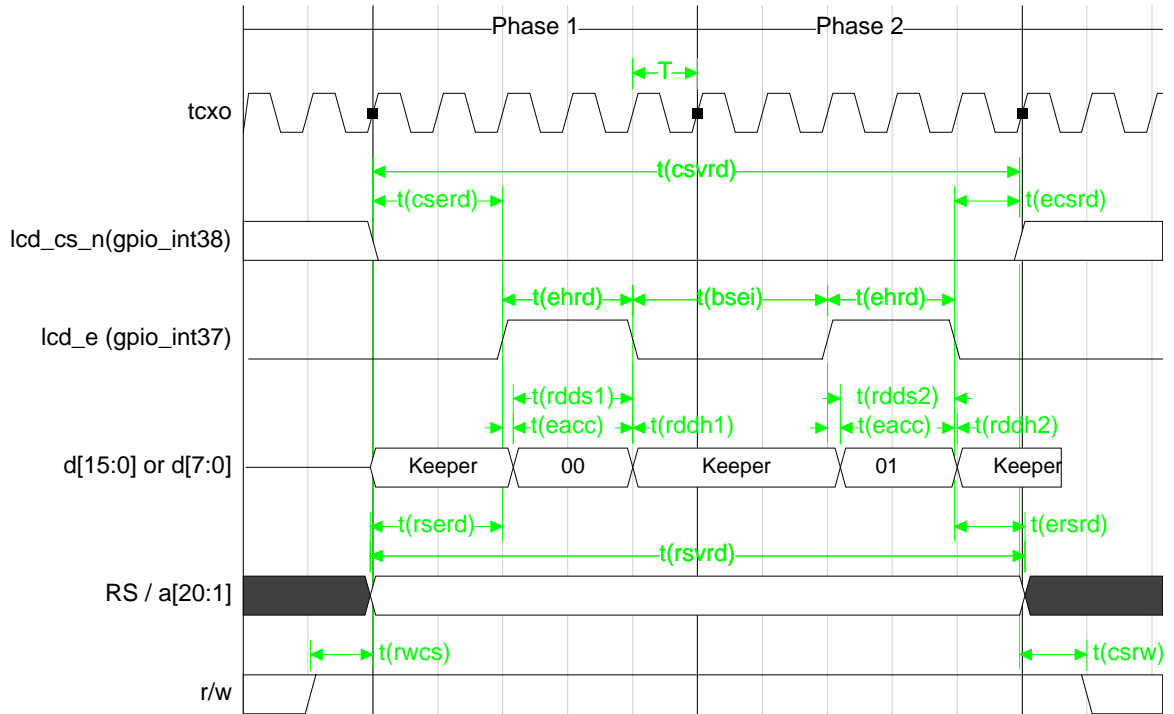 Phase 1 Phase 2
T
tcxo
t(csvrd)
t(cserd) t(ecsrd)
lcd_cs_n(gpio_int38)
t(ehrd) t(bsei) t(ehrd)
lcd_e (gpio_int37)
t(rdds1) t(rdds2)
t(eacc) t(rddh1) t(eacc) t(rddh2)
d[15:0] or d[7:0] Keeper 00 Keeper 01 Keeper
t(rserd) t(ersrd)
t(rsvrd)
RS / a[20:1]
t(rwcs) t(csrw)
r/w